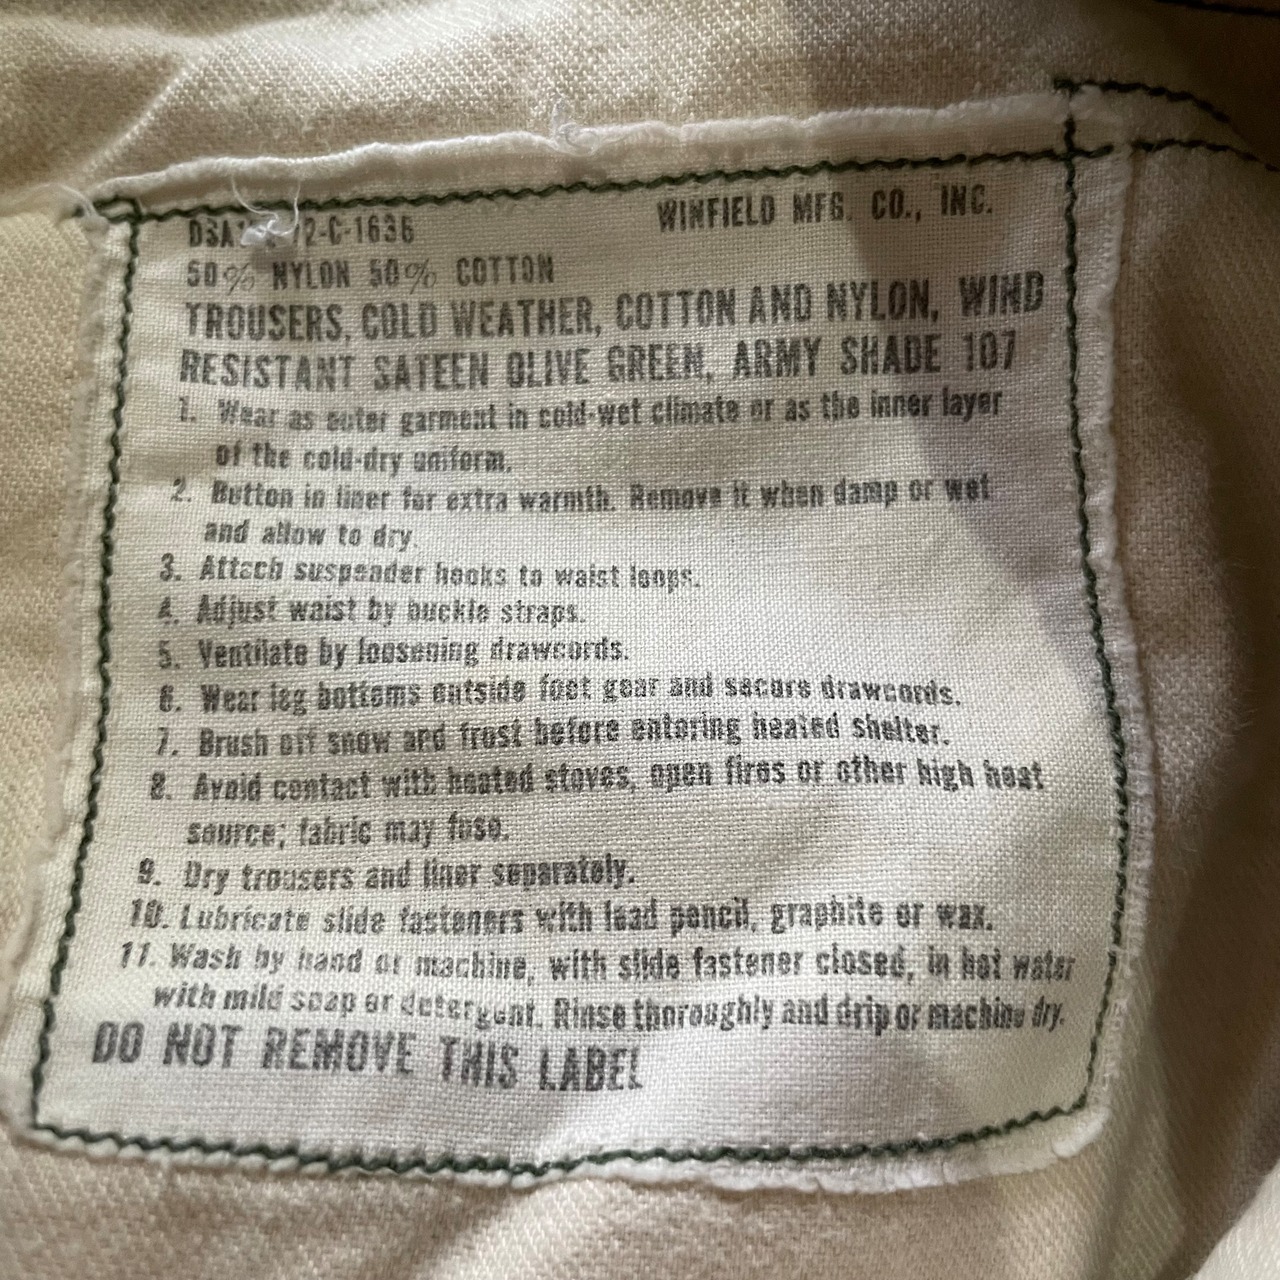 WINFIELD MFG. CO., INC.
50% NYLON 50% COTTON
TROUSERS, COLD WEATHER, COTTON AND NYLON, WIND
RESISTANT SATEEN OLIVE GREEN, ARMY SHADE 107
1. Wear as outer garment in cold-wet climate or as the inner layer
of the cold-dry uniform.
2. Button in liner for extra warmth. Remove it when damp or wet
and allow to dry.
3. Attach suspender hooks to waist loops.
4. Adjust waist by buckle straps.
5. Ventilate by loosening drawcords.
6. Wear leg bottoms outside foot gear and secure drawcords.
7. Brush off snow and frost before entering heated shelter.
8. Avoid contact with heated stoves, open fires or other high heat
source; fabric may fuse.
9. Dry trousers and liner separately.
10. Lubricate slide fasteners with lead pencil, graphite or wax.
11. Wash by hand or machine, with slide fastener closed, in hot water
with mild soap or detergent. Rinse thoroughly and drip or machine dry.
DO NOT REMOVE THIS LABEL